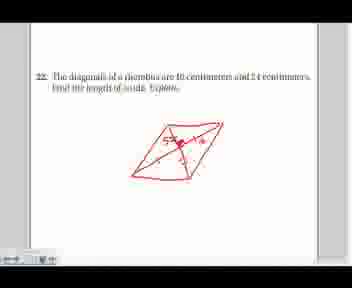 22. The diagonals of a rhombus are 10 centimeters and 24 centimeters.
Find the length of a side. Explain.
5